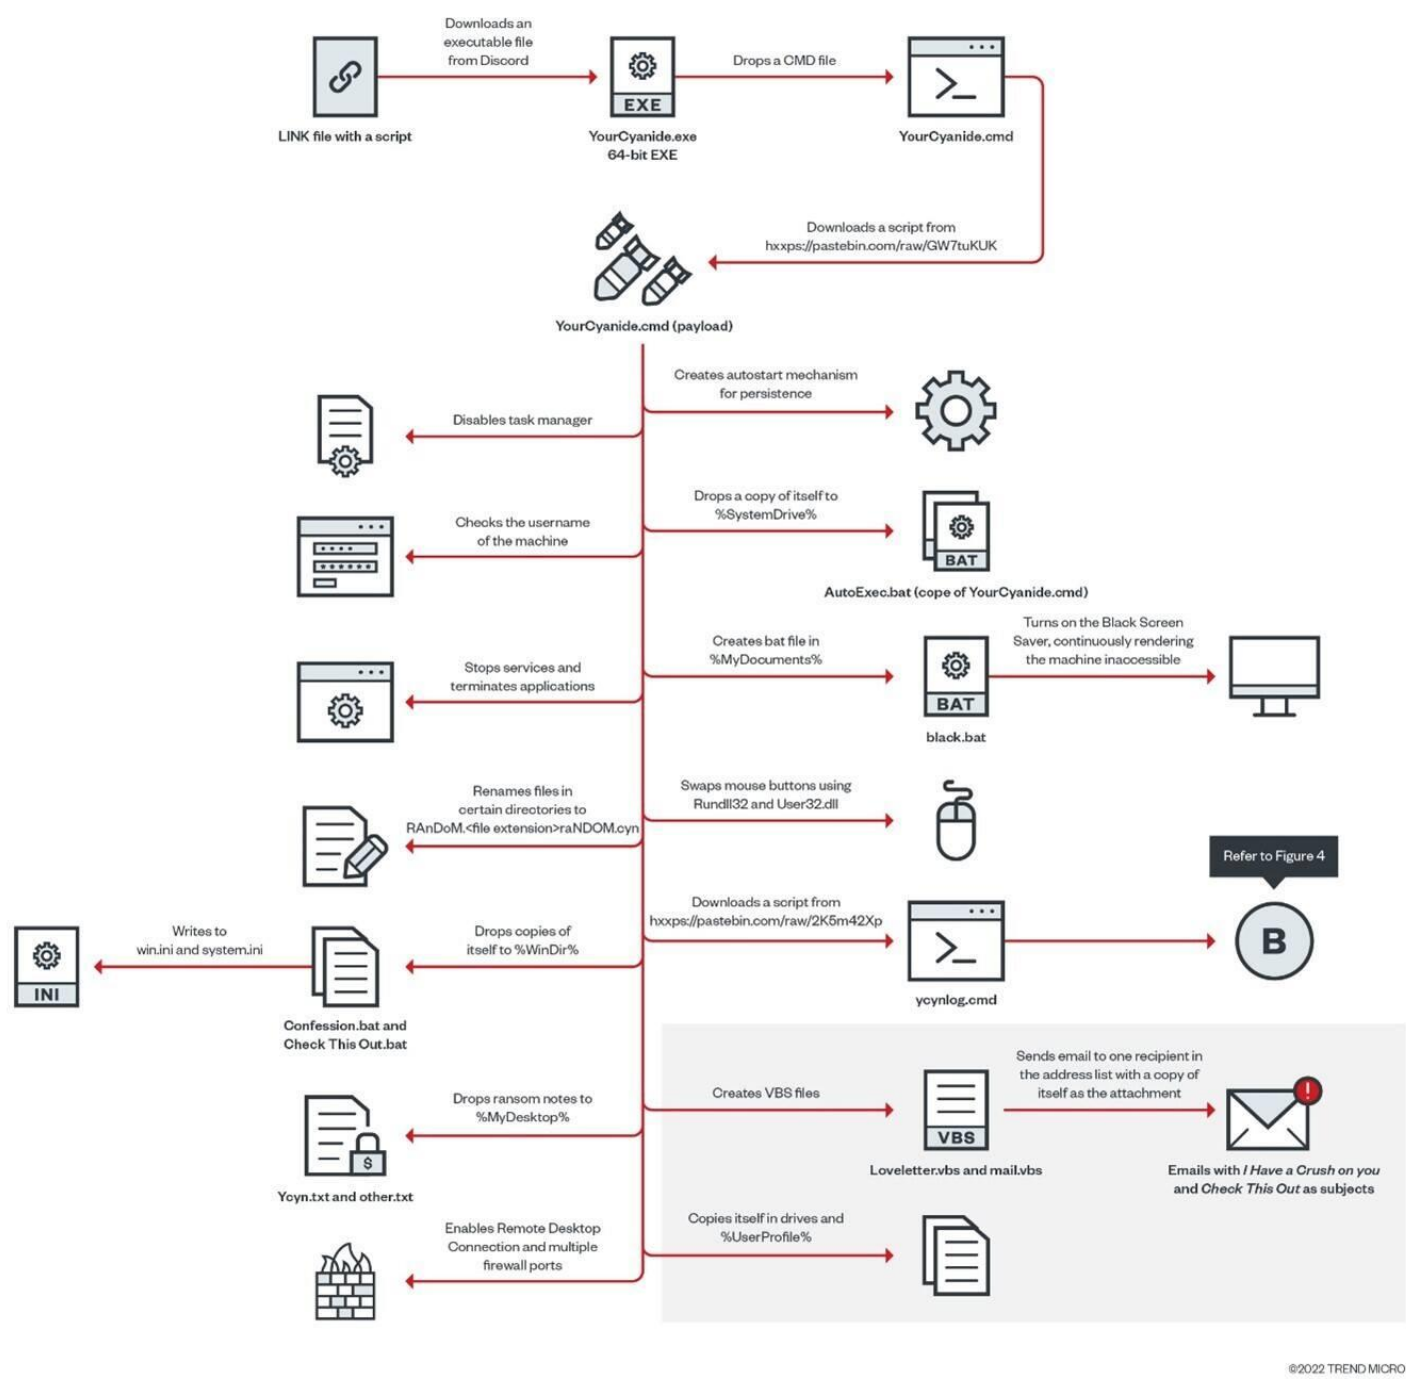 Downloads an
executable file
from Discord
Drops a CMD file
EXE
LINK file with a script
YourCyanide.exe
64-bit EXE
YourCyanide.cmd
Downloads a script from
hxxps://pastebin.com/raw/GW7tuKUK
YourCyanide.cmd (payload)
Creates autostart mechanism
for persistence
Disables task manager
Drops a copy of itself to
%SystemDrive%
BAT
AutoExec.bat (cope of YourCyanide.cmd)
Checks the username
of the machine
Creates bat file in
%MyDocuments%
BAT
black.bat
Turns on the Black Screen
Saver, continuously rendering
the machine inaccessible
Stops services and
terminates applications
Swaps mouse buttons using
Rundll32 and User32.dll
Renames files in
certain directories to
RAnDoM.<file extension>raNDOM.cyn
Downloads a script from
hxxps://pastebin.com/raw/2K5m42Xp
ycynlog.cmd
Refer to Figure 4
B
Drops copies of
itself to %WinDir%
Confession.bat and
Check This Out.bat
Writes to
win.ini and system.ini
INI
Creates VBS files
VBS
Loveletter.vbs and mail.vbs
Sends email to one recipient in
the address list with a copy of
itself as the attachment
!
Emails with I Have a Crush on you
and Check This Out as subjects
Drops ransom notes to
%MyDesktop%
$
Ycyn.txt and other.txt
Copies itself in drives and
%UserProfile%
Enables Remote Desktop
Connection and multiple
firewall ports
©2022 TREND MICRO